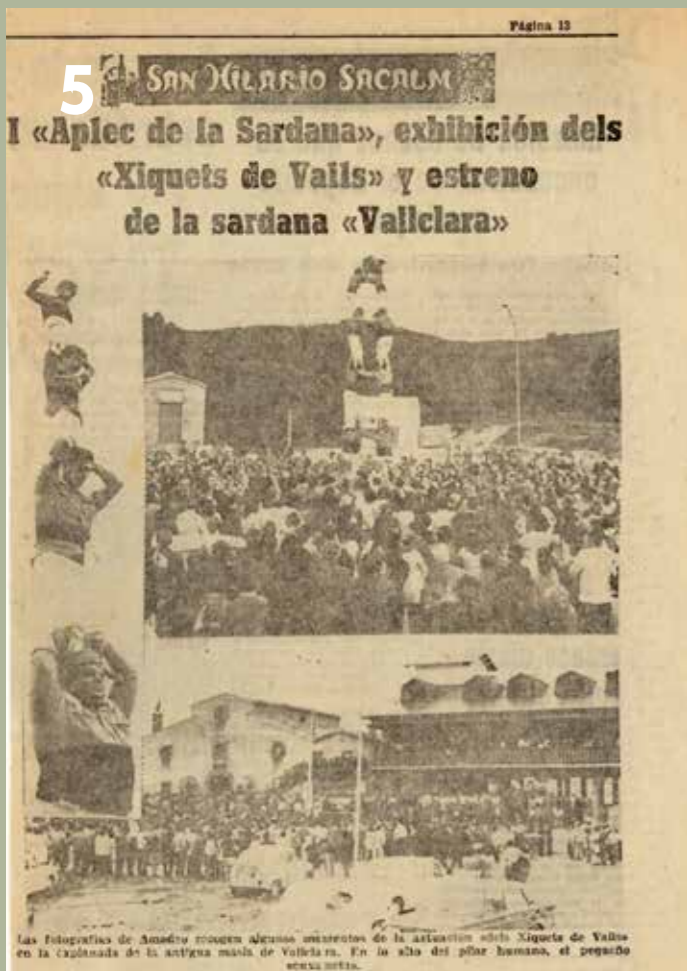 Página 13
5
SAN HILARIO SACALM
I «Aplec de la Sardana», exhibición dels
«Xiquets de Valls» y estreno
de la sardana «Vallclara»
Las fotografías de Amadeo recogen algunos momentos de la actuación «dels Xiquets de Valls»
en la explanada de la antigua masía de Vallclara. En lo alto del pilar humano, el pequeño